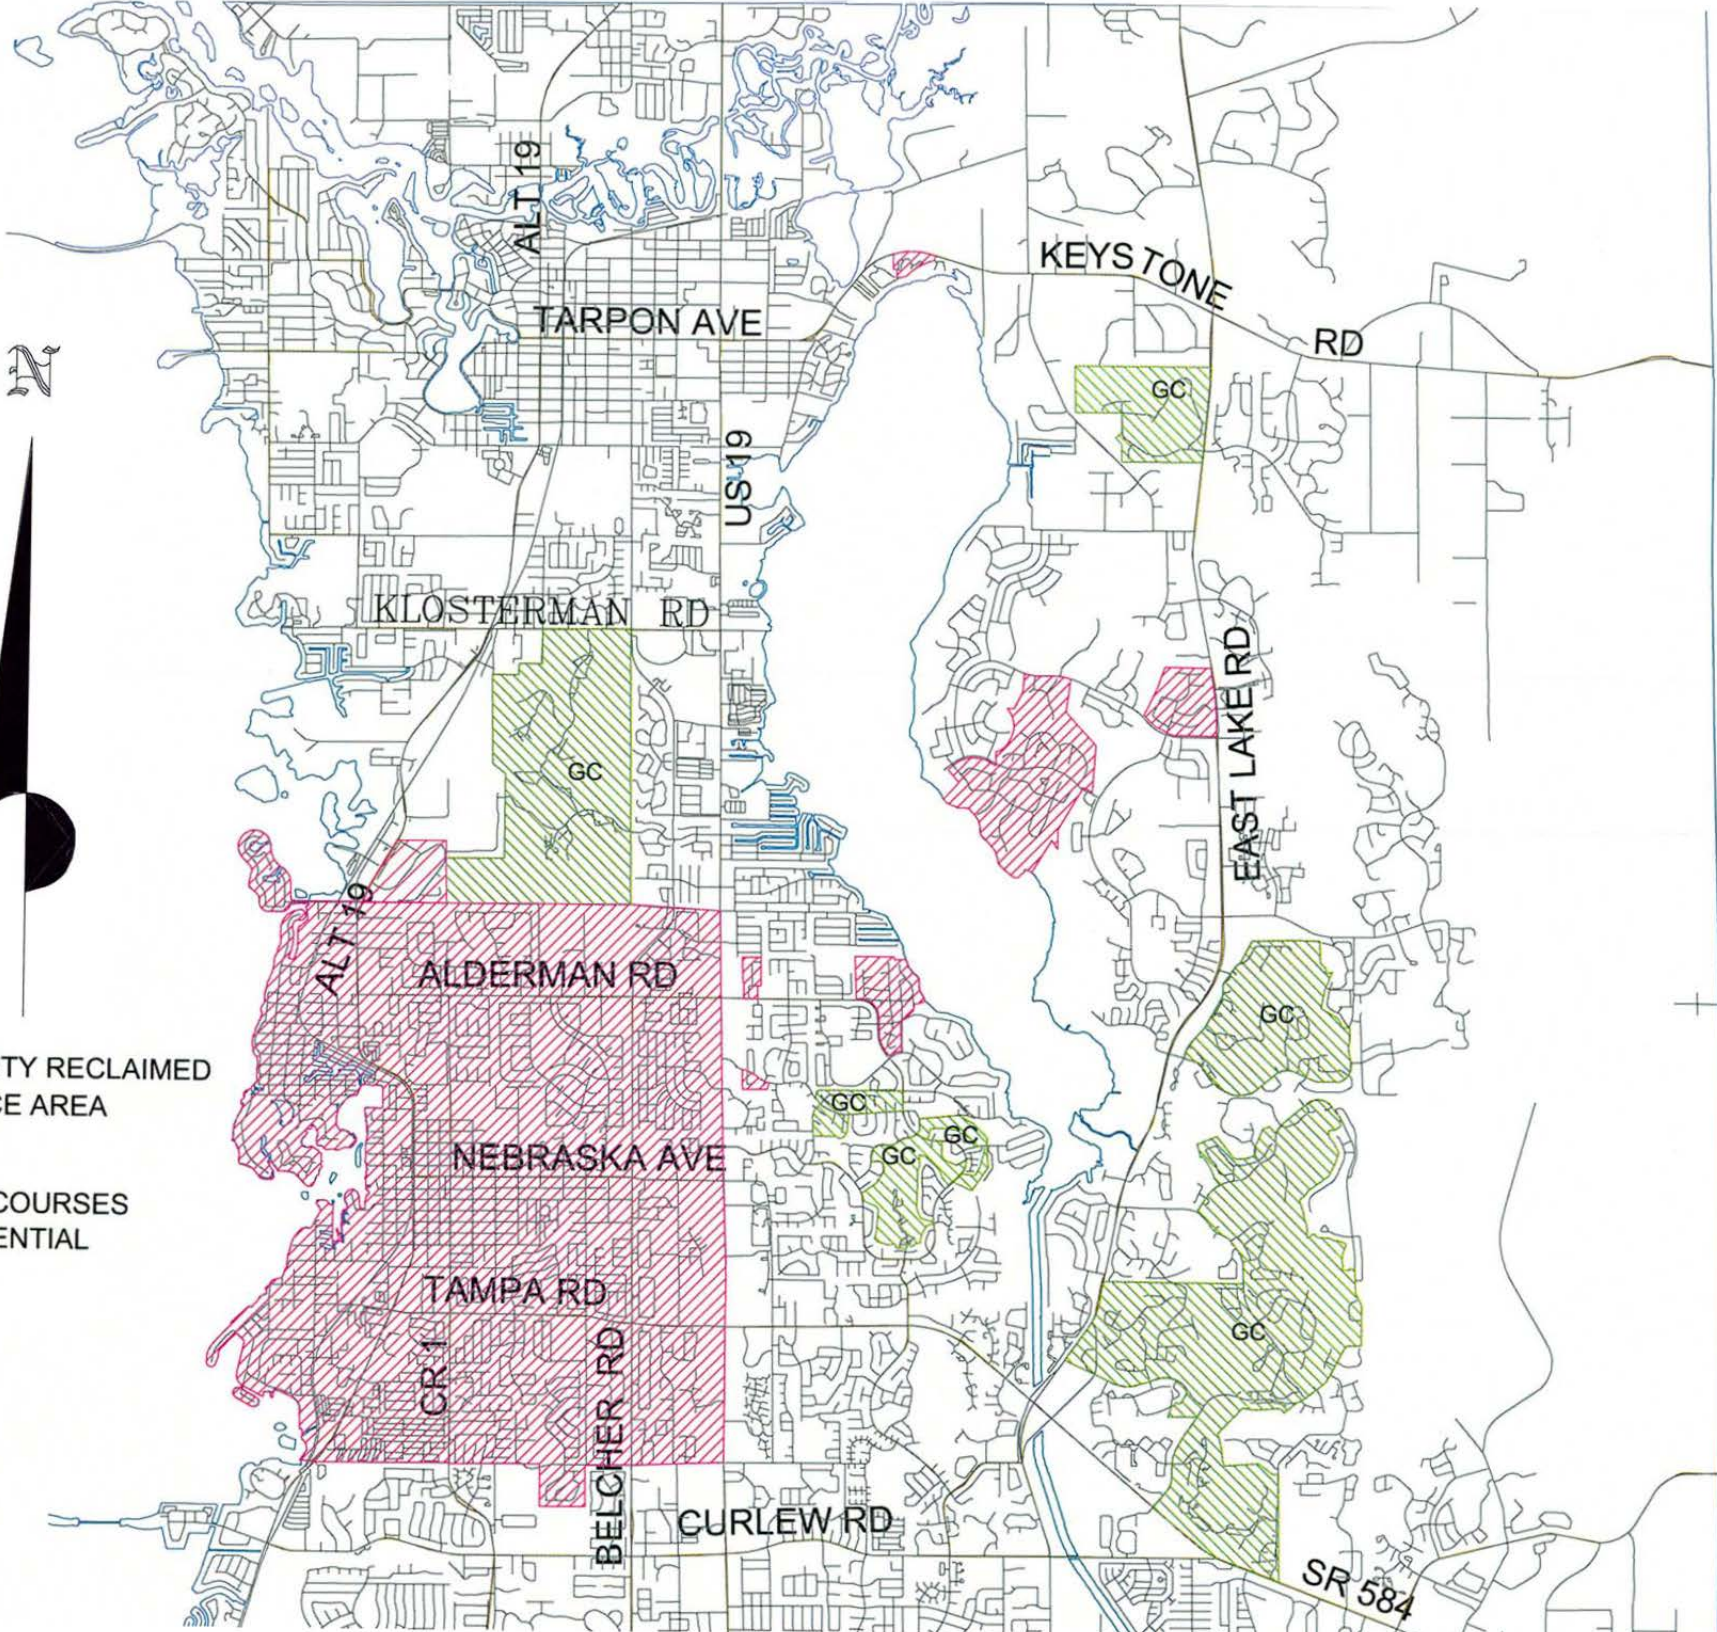 ALT 19
KEYSTONE
RD
TARPON AVE
N
GC
US 19
KLOSTERMAN RD
EAST LAKE RD
GC
ALT 19
ALDERMAN RD
GC
TY RECLAIMED
CE AREA
GC
GC
GC
NEBRASKA AVE
COURSES
ENTIAL
TAMPA RD
GC
CR 1
BELCHER RD
CURLEW RD
SR 584